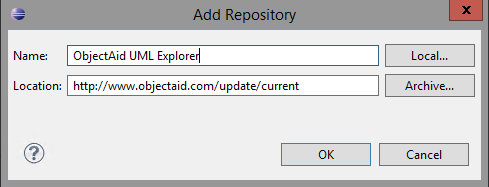 Add Repository
x
Name: ObjectAid UML Explorer Local...
Location: http://www.objectaid.com/update/current Archive...
? OK Cancel